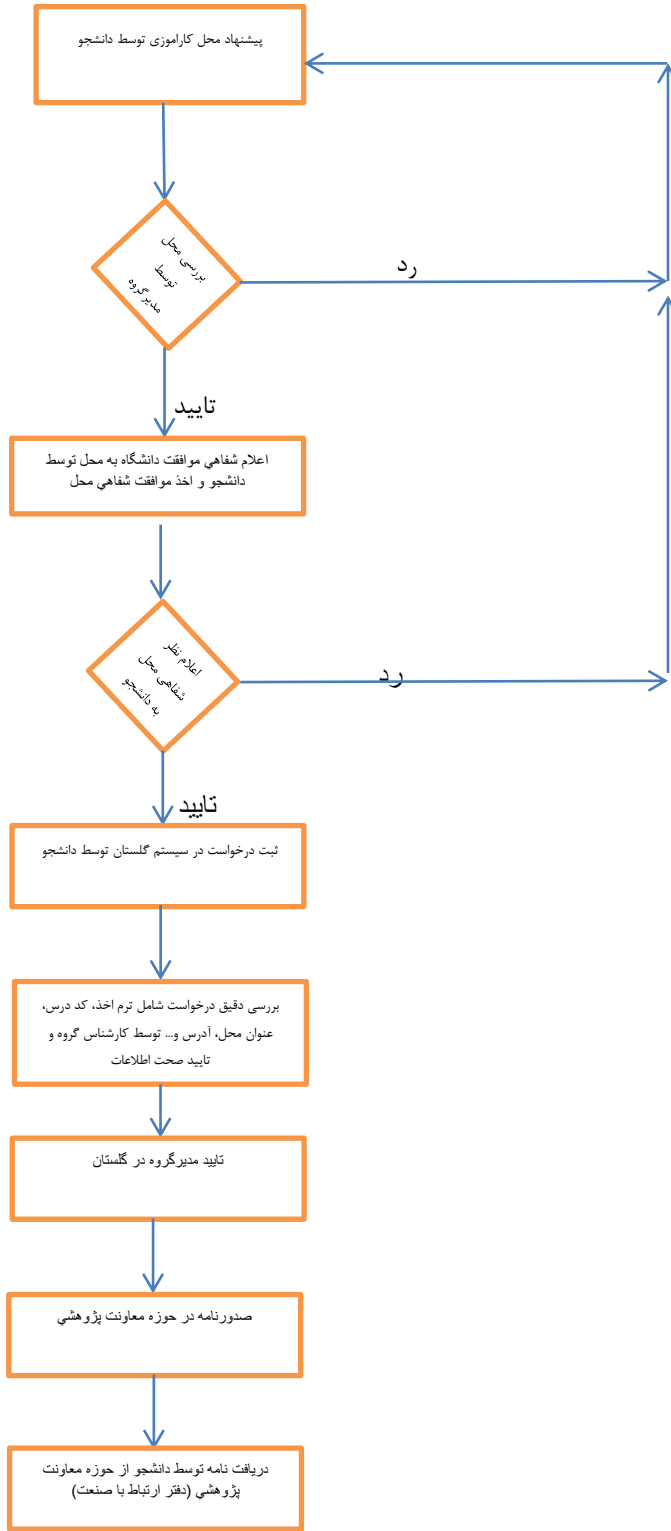 پیشنهاد محل کاراموزی توسط دانشجو
بررسی محل
توسط
مدیرگروه
رد
تایید
اعلام شفاهي موافقت دانشگاه به محل توسط
دانشجو و اخذ موافقت شفاهي محل
اعلام نظر
شفاهی محل
به دانشجو
رد
تایید
ثبت درخواست در سیستم گلستان توسط دانشجو
بررسی دقیق درخواست شامل ترم اخذ، کد درس،
عنوان محل، آدرس و... توسط کارشناس گروه و
تایید صحت اطلاعات
تایید مدیرگروه در گلستان
صدورنامه در حوزه معاونت پژوهشي
دریافت نامه توسط دانشجو از حوزه معاونت
پژوهشي (دفتر ارتباط با صنعت)